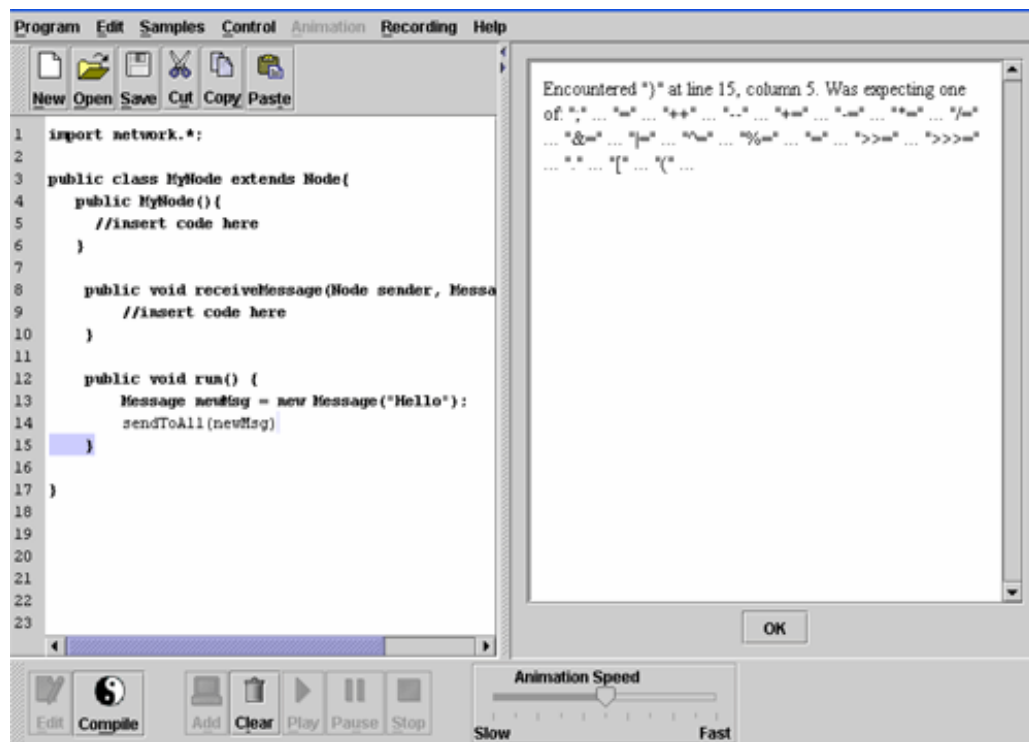 Program Edit Samples Control Animation Recording Help
New Open Save Cut Copy Paste
1 import network.*;
2
3 public class MyNode extends Node{
4 public MyNode(){
5 //insert code here
6 }
7
8 public void receiveMessage(Node sender, Messa
9 //insert code here
10 }
11
12 public void run() {
13 Message newMsg = new Message("Hello");
14 sendToAll(newMsg)
15 }
16
17 }
18
19
20
21
22
23
Encountered "}" at line 15, column 5. Was expecting one
of: ";" ... "=" ... "++" ... "--" ... "+=" ... "-=" ... "*=" ... "/="
... "&=" ... "|=" ... "^=" ... "%=" ... "=" ... ">>=" ... ">>>="
... "." ... "[" ... "(" ...
OK
Edit Compile Add Clear Play Pause Stop
Animation Speed
Slow Fast